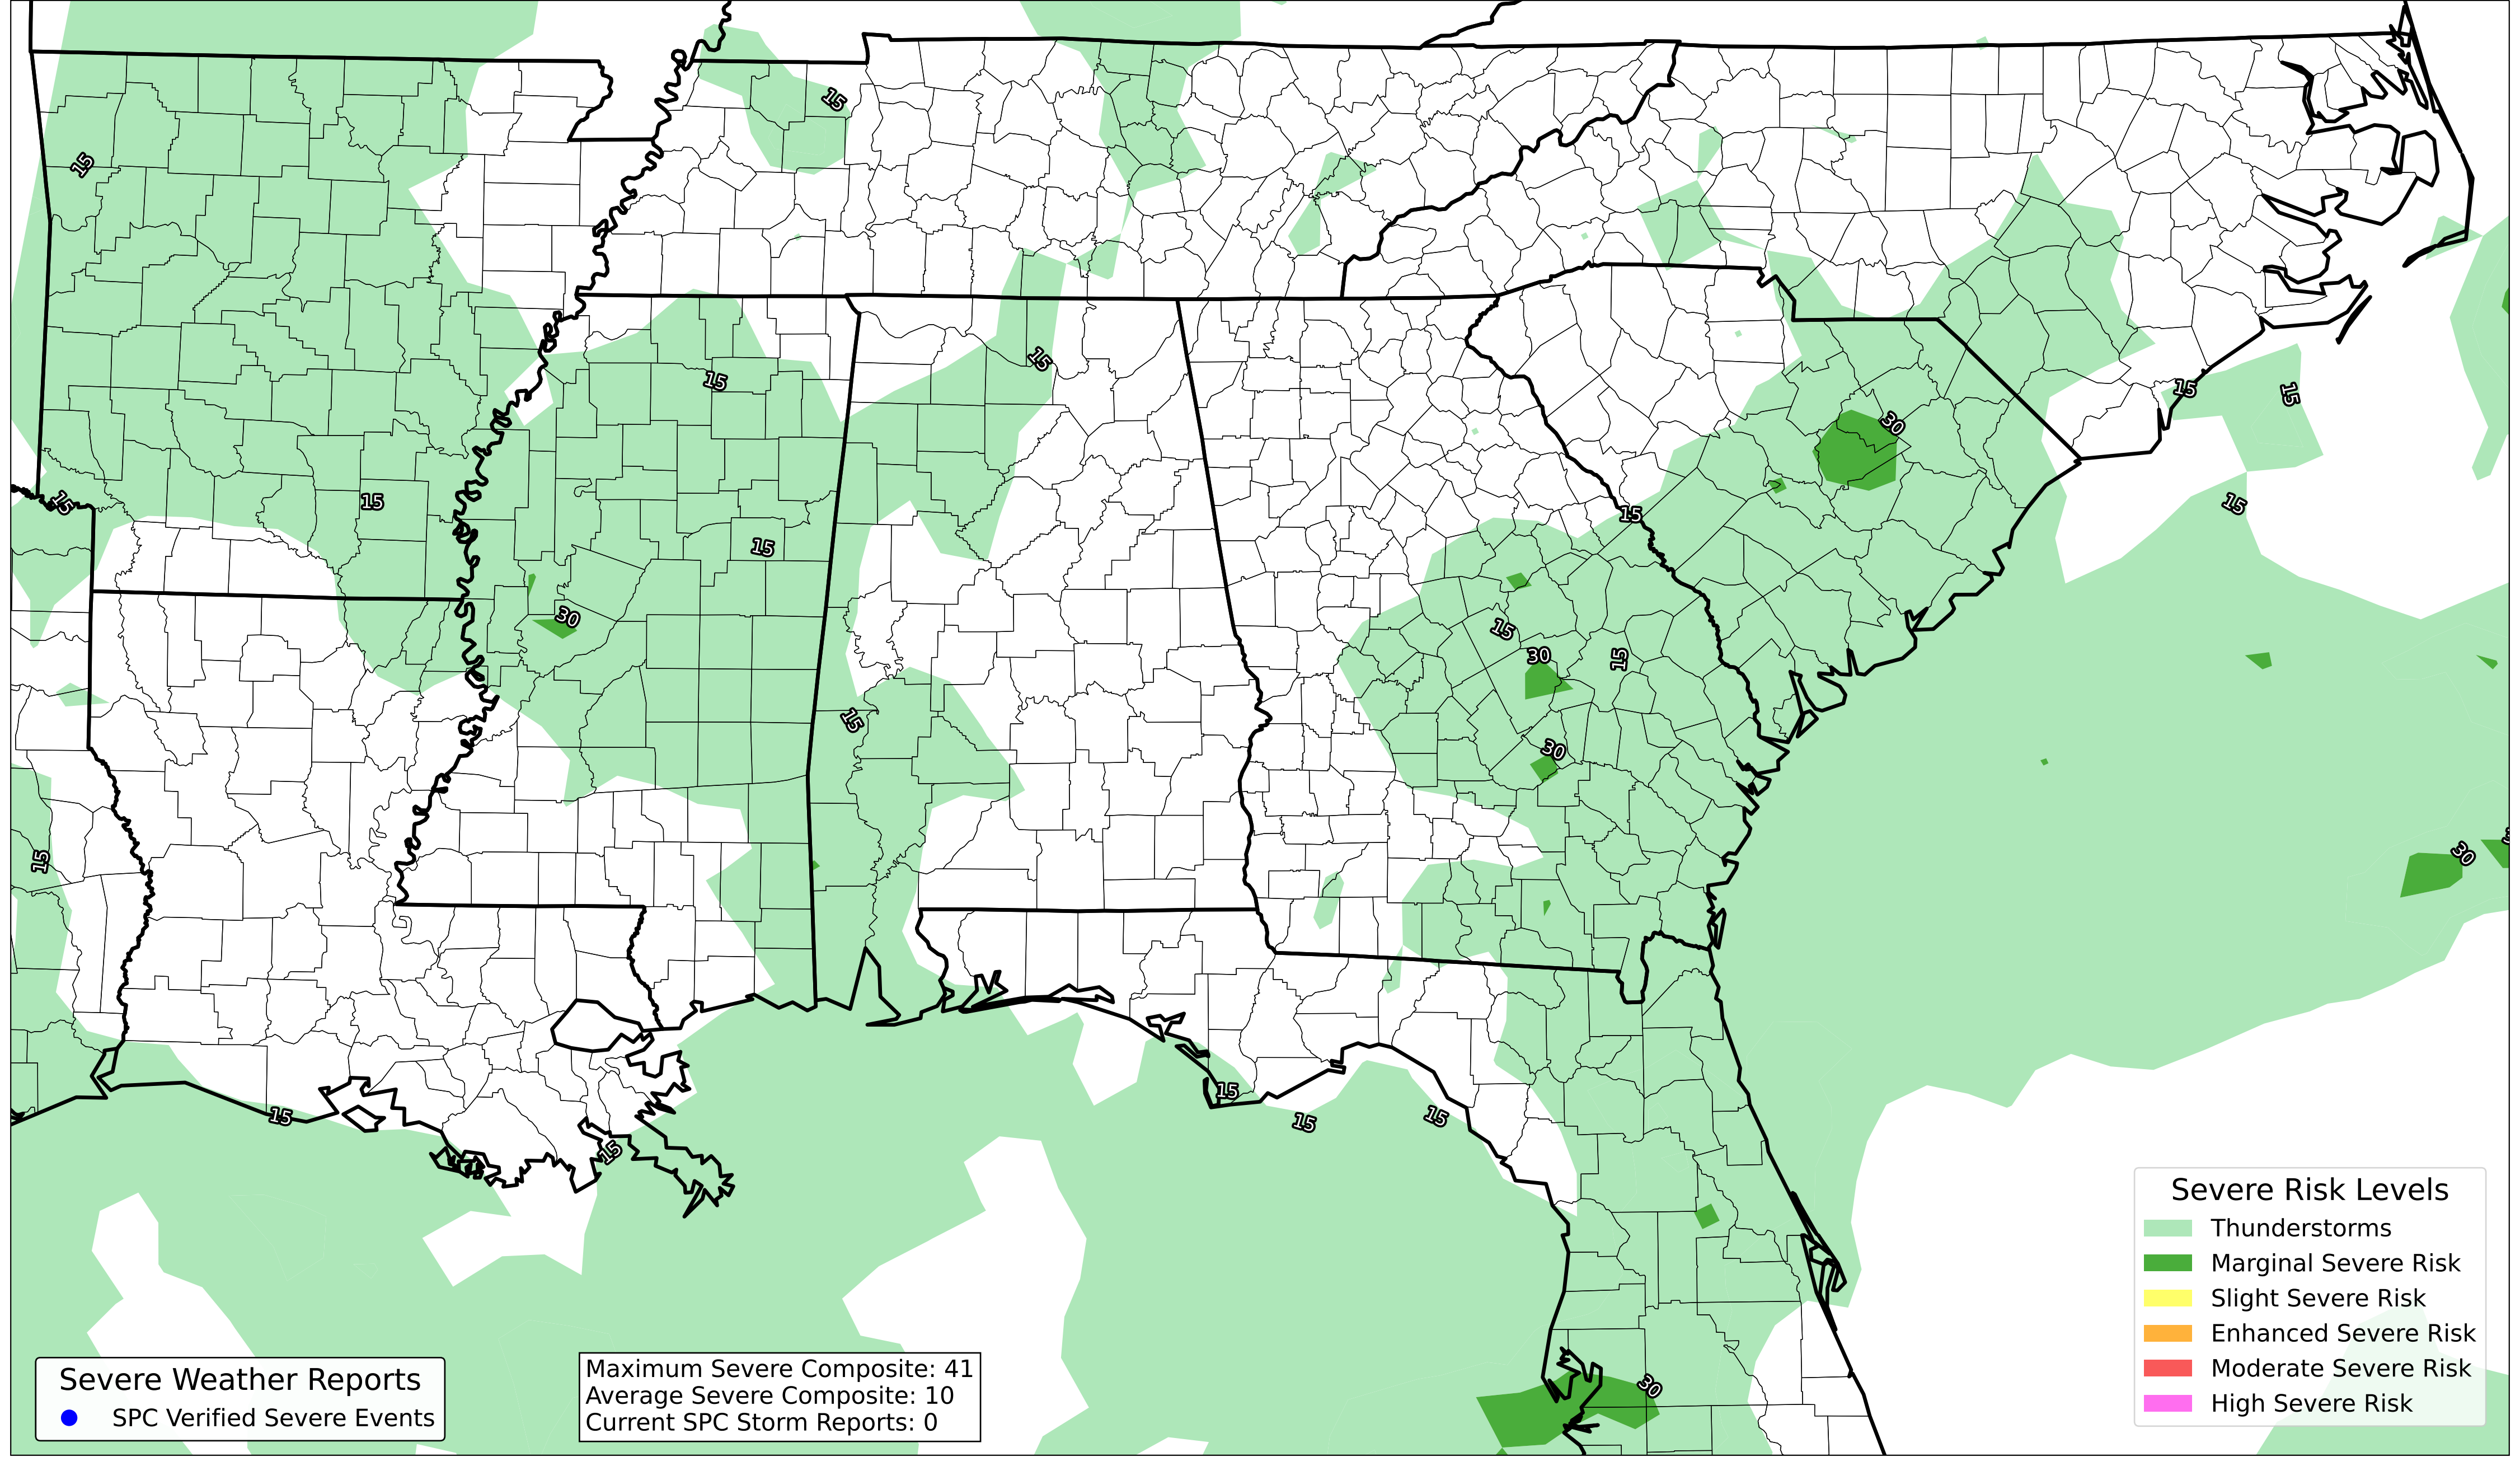 15
15
15
15
30
15
15
15
15
15
15
15
30
15
30
15
15
30
15
30
15
15
15
15
15
30
Severe Risk Levels
Thunderstorms
Marginal Severe Risk
Slight Severe Risk
Enhanced Severe Risk
Moderate Severe Risk
High Severe Risk
Severe Weather Reports
SPC Verified Severe Events
Maximum Severe Composite: 41
Average Severe Composite: 10
Current SPC Storm Reports: 0